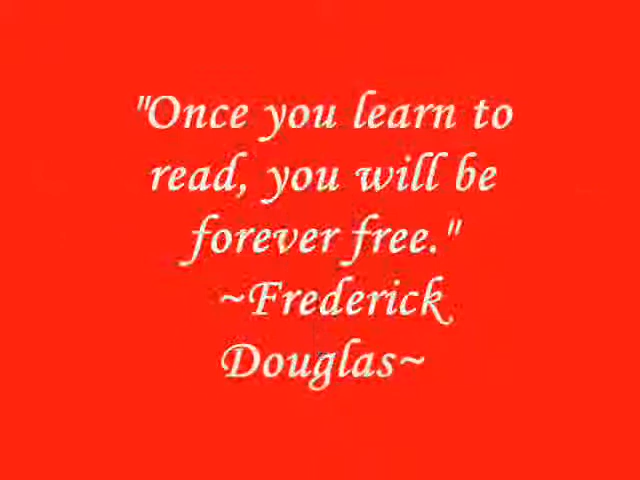 "Once you learn to
read, you will be
forever free."
~Frederick
Douglas~